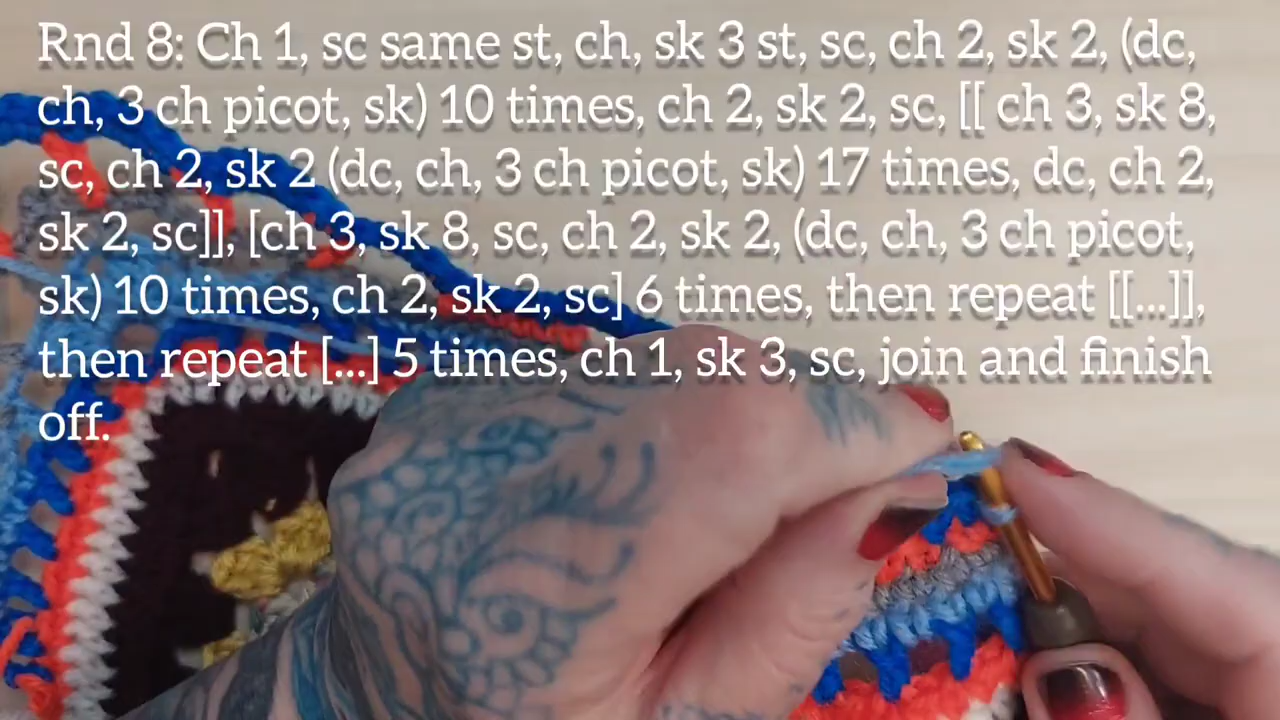 Rnd 8: Ch 1, sc same st, ch, sk 3 st, sc, ch 2, sk 2, (dc,
ch, 3 ch picot, sk) 10 times, ch 2, sk 2, sc, [[ ch 3, sk 8,
sc, ch 2, sk 2 (dc, ch, 3 ch picot, sk) 17 times, dc, ch 2,
sk 2, sc]], [ch 3, sk 8, sc, ch 2, sk 2, (dc, ch, 3 ch picot,
sk) 10 times, ch 2, sk 2, sc] 6 times, then repeat [[...]],
then repeat [...] 5 times, ch 1, sk 3, sc, join and finish
off.